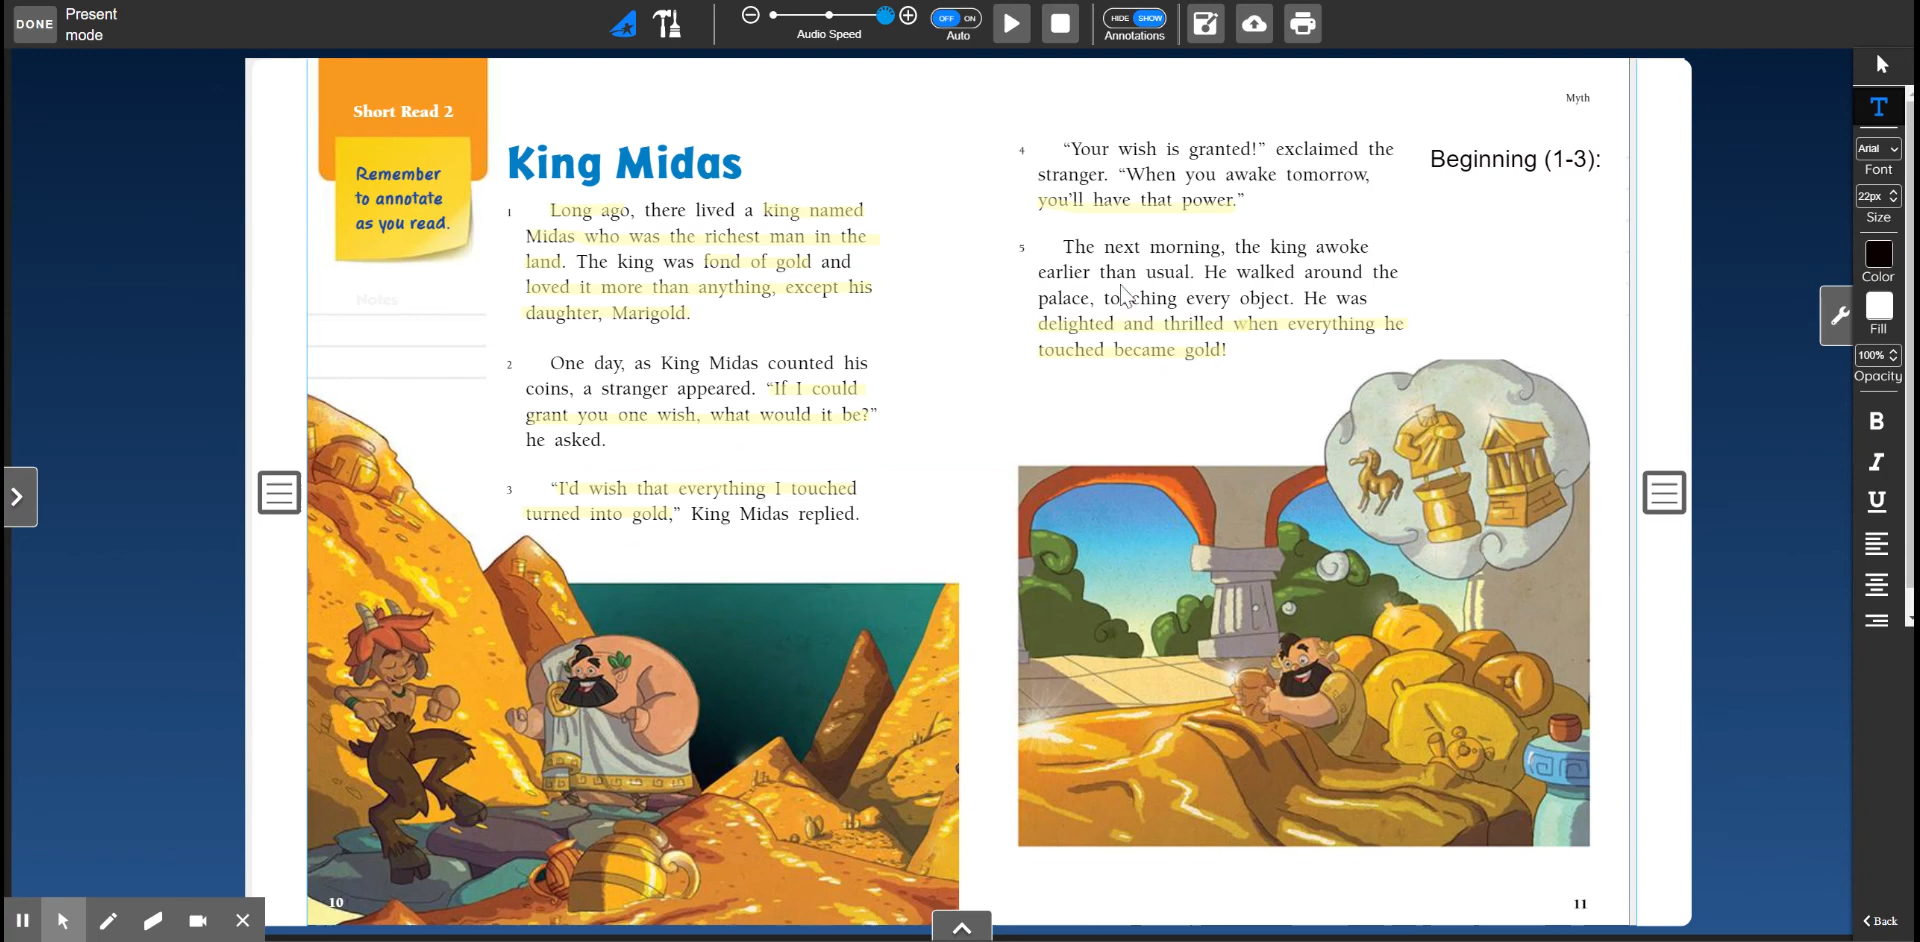 DONE
Present
mode
Audio Speed
OFF ON
Auto
HIDE SHOW
Annotations
Short Read 2
Remember
to annotate
as you read.
Notes
King Midas
1 Long ago, there lived a king named
Midas who was the richest man in the
land. The king was fond of gold and
loved it more than anything, except his
daughter, Marigold.
2 One day, as King Midas counted his
coins, a stranger appeared. “If I could
grant you one wish, what would it be?”
he asked.
3 “I’d wish that everything I touched
turned into gold,” King Midas replied.
10
Myth
4 “Your wish is granted!” exclaimed the
stranger. “When you awake tomorrow,
you’ll have that power.”
5 The next morning, the king awoke
earlier than usual. He walked around the
palace, touching every object. He was
delighted and thrilled when everything he
touched became gold!
Beginning (1-3):
11
T
Arial
Font
22px
Size
Color
Fill
100%
Opacity
B
I
U
Back